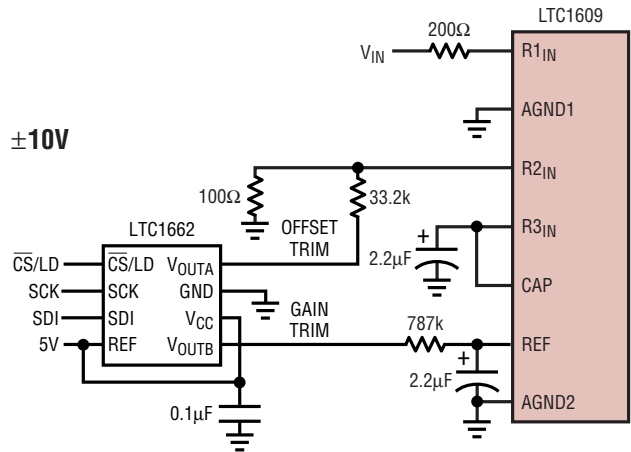 LTC1609
200Ω
V_IN
R1_IN
AGND1
±10V
R2_IN
100Ω
33.2k
OFFSET
TRIM
R3_IN
+
2.2µF
CAP
LTC1662
C̅S̅/LD
C̅S̅/LD
V_OUTA
SCK
SCK
GND
SDI
SDI
V_CC
5V
REF
V_OUTB
GAIN
TRIM
787k
REF
+
2.2µF
AGND2
0.1µF